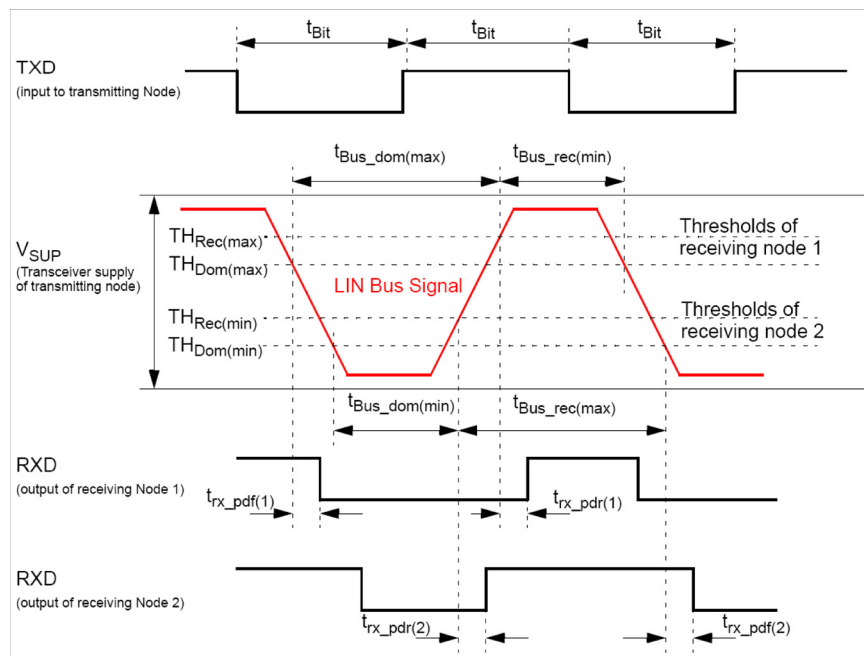 tBit tBit tBit
TXD
(input to transmitting Node)
tBus_dom(max) tBus_rec(min)
THRec(max)
Thresholds of
receiving node 1
VSUP
(Transceiver supply
of transmitting node)
THDom(max)
LIN Bus Signal
THRec(min)
Thresholds of
receiving node 2
THDom(min)
tBus_dom(min) tBus_rec(max)
RXD
(output of receiving Node 1)
trx_pdf(1) trx_pdr(1)
RXD
(output of receiving Node 2)
trx_pdr(2) trx_pdf(2)